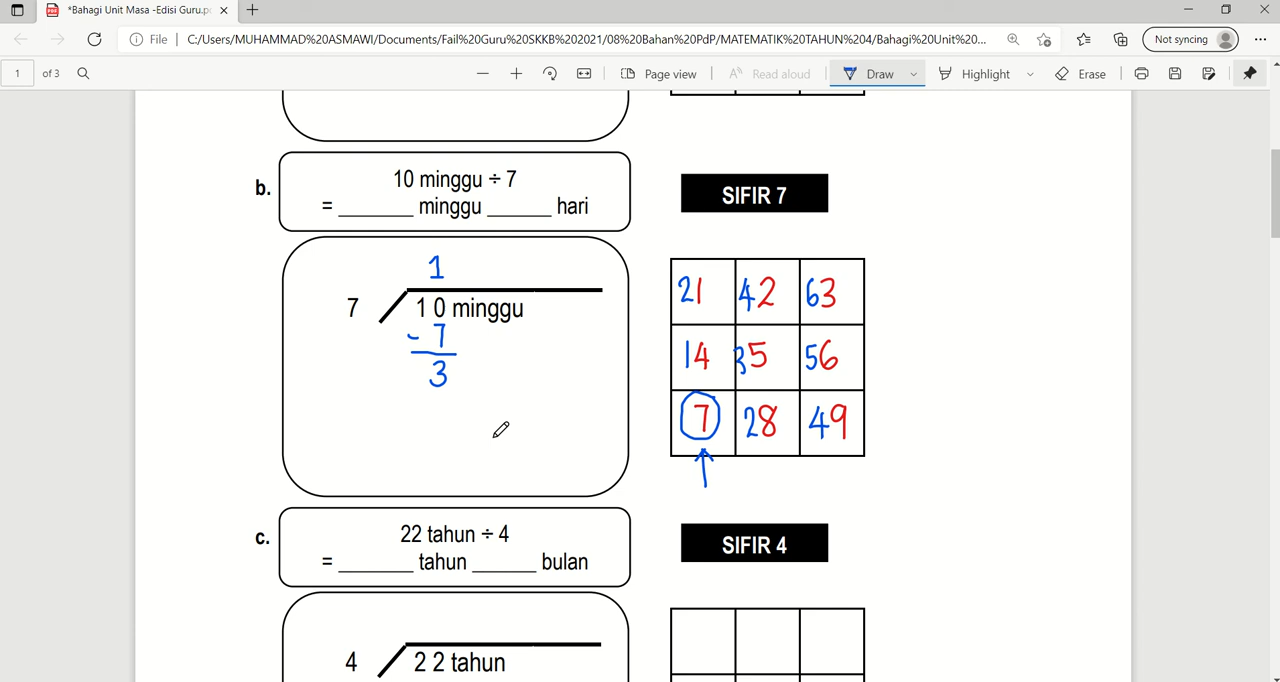 *Bahagi Unit Masa -Edisi Guru.p
File C:/Users/MUHAMMAD%20ASMAWI/Documents/Fail%20Guru%20SKKB%202021/08%20Bahan%20PdP/MATEMATIK%20TAHUN%204/Bahagi%20Unit%20... Not syncing
1 of 3 Page view Read aloud Draw Highlight Erase
b. 10 minggu ÷ 7
= _______ minggu ______ hari
SIFIR 7
1
7 1 0 minggu
- 7
3
21 42 63
14 35 56
7 28 49
c. 22 tahun ÷ 4
= _______ tahun ______ bulan
SIFIR 4
4 2 2 tahun